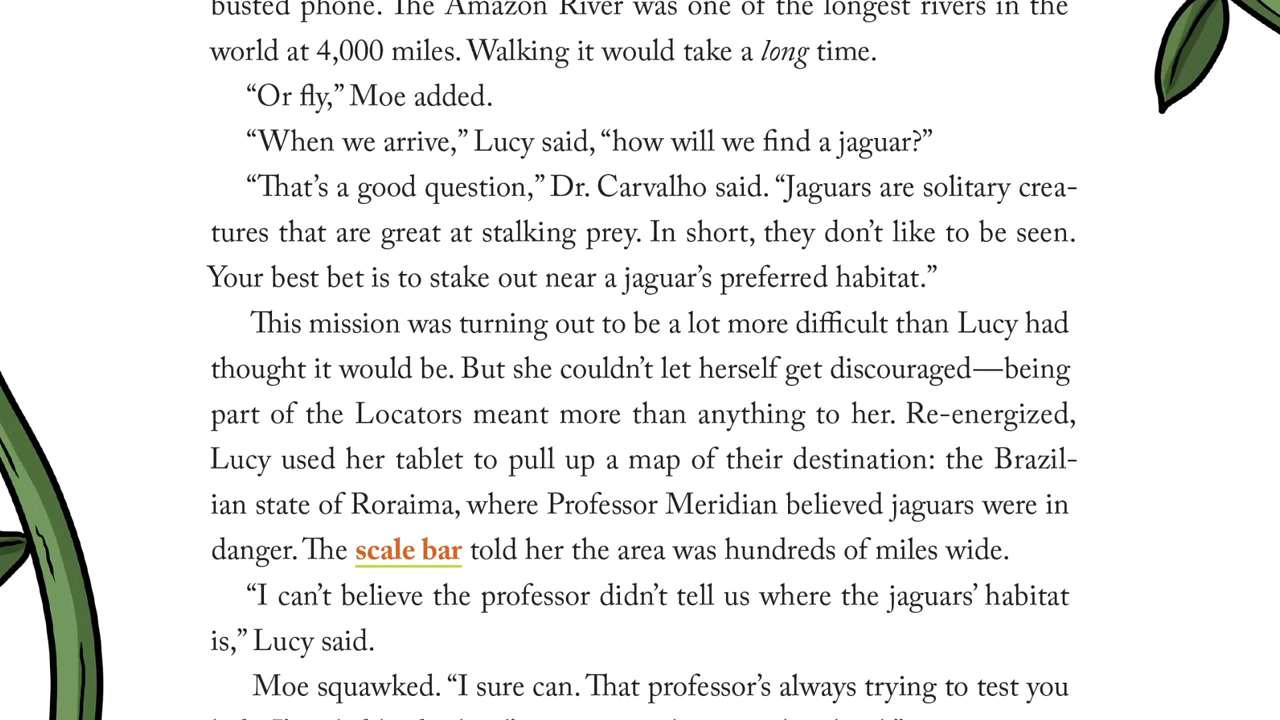 busted phone. The Amazon River was one of the longest rivers in the
world at 4,000 miles. Walking it would take a long time.
“Or fly,” Moe added.
“When we arrive,” Lucy said, “how will we find a jaguar?”
“That’s a good question,” Dr. Carvalho said. “Jaguars are solitary crea-
tures that are great at stalking prey. In short, they don’t like to be seen.
Your best bet is to stake out near a jaguar’s preferred habitat.”
This mission was turning out to be a lot more difficult than Lucy had
thought it would be. But she couldn’t let herself get discouraged—being
part of the Locators meant more than anything to her. Re-energized,
Lucy used her tablet to pull up a map of their destination: the Brazil-
ian state of Roraima, where Professor Meridian believed jaguars were in
danger. The scale bar told her the area was hundreds of miles wide.
“I can’t believe the professor didn’t tell us where the jaguars’ habitat
is,” Lucy said.
Moe squawked. “I sure can. That professor’s always trying to test you